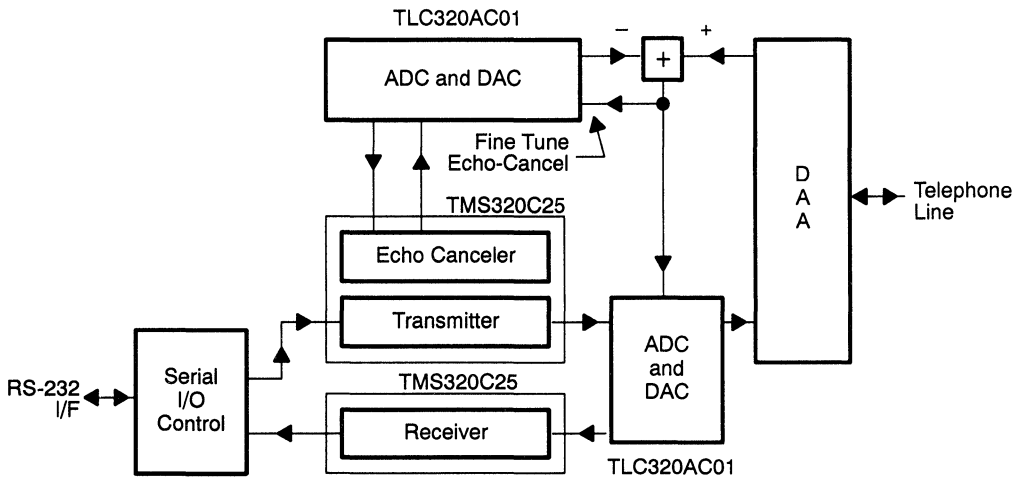 TLC320AC01
ADC and DAC
−
+
+
Fine Tune
Echo-Cancel
D
A
A
Telephone
Line
TMS320C25
Echo Canceler
Transmitter
ADC
and
DAC
RS-232
I/F
Serial
I/O
Control
TMS320C25
Receiver
TLC320AC01